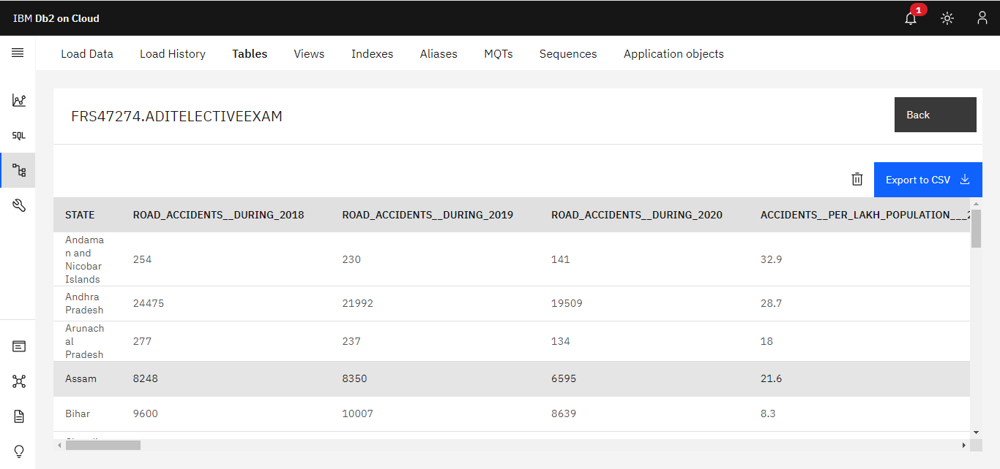 IBM Db2 on Cloud
1
Load Data Load History Tables Views Indexes Aliases MQTs Sequences Application objects
SQL
FRS47274.ADITELECTIVEEXAM
Back
Export to CSV
STATE ROAD_ACCIDENTS__DURING_2018 ROAD_ACCIDENTS__DURING_2019 ROAD_ACCIDENTS__DURING_2020 ACCIDENTS__PER_LAKH_POPULATION___2
Andama
n and
Nicobar
Islands
254 230 141 32.9
Andhra
Pradesh
24475 21992 19509 28.7
Arunach
al
Pradesh
277 237 134 18
Assam 8248 8350 6595 21.6
Bihar 9600 10007 8639 8.3